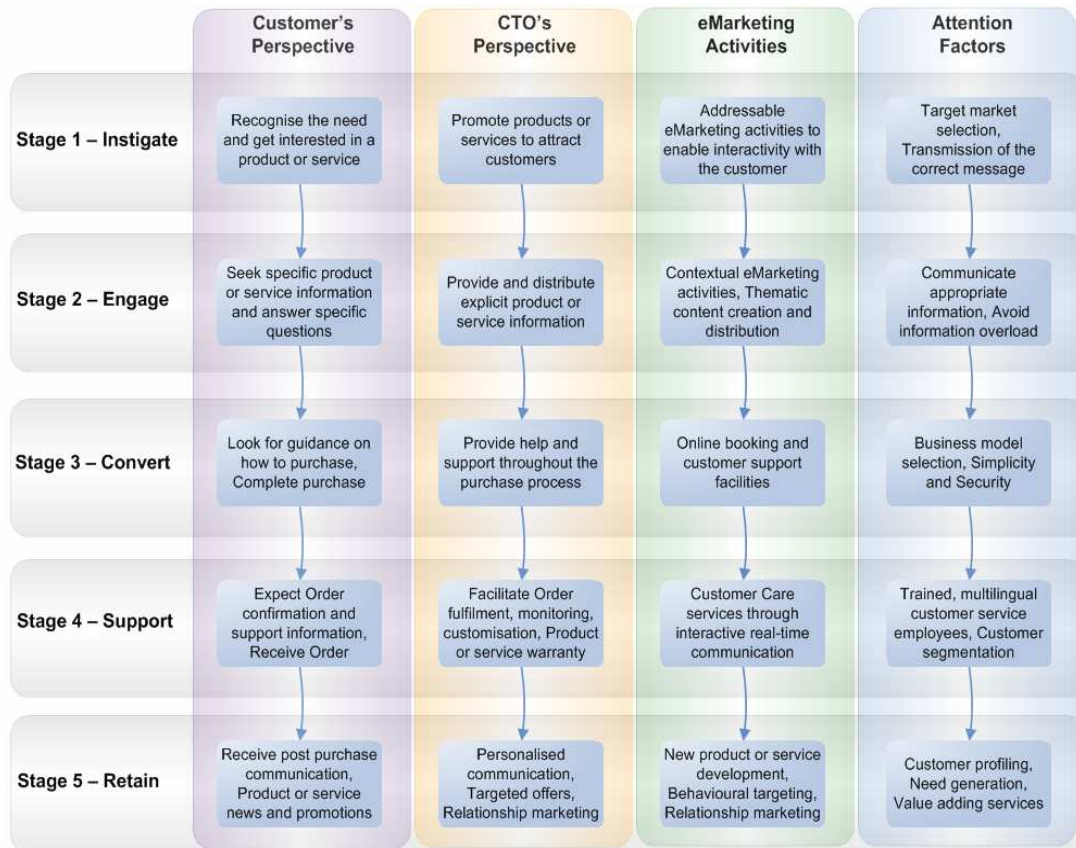 Customer's
Perspective
CTO's
Perspective
eMarketing
Activities
Attention
Factors
Stage 1 – Instigate
Recognise the need
and get interested in a
product or service
Promote products or
services to attract
customers
Addressable
eMarketing activities to
enable interactivity with
the customer
Target market
selection,
Transmission of the
correct message
Stage 2 – Engage
Seek specific product
or service information
and answer specific
questions
Provide and distribute
explicit product or
service information
Contextual eMarketing
activities, Thematic
content creation and
distribution
Communicate
appropriate
information, Avoid
information overload
Stage 3 – Convert
Look for guidance on
how to purchase,
Complete purchase
Provide help and
support throughout the
purchase process
Online booking and
customer support
facilities
Business model
selection, Simplicity
and Security
Stage 4 – Support
Expect Order
confirmation and
support information,
Receive Order
Facilitate Order
fulfilment, monitoring,
customisation, Product
or service warranty
Customer Care
services through
interactive real-time
communication
Trained, multilingual
customer service
employees, Customer
segmentation
Stage 5 – Retain
Receive post purchase
communication,
Product or service
news and promotions
Personalised
communication,
Targeted offers,
Relationship marketing
New product or service
development,
Behavioural targeting,
Relationship marketing
Customer profiling,
Need generation,
Value adding services